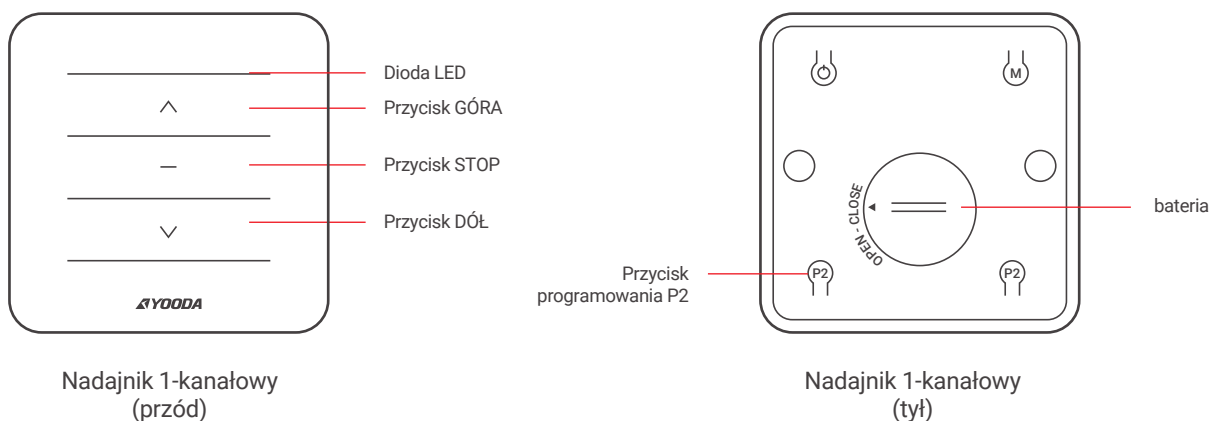 Dioda LED
Przycisk GÓRA
Przycisk STOP
Przycisk DÓŁ
YOODA
Nadajnik 1-kanałowy
(przód)
M
OPEN - CLOSE
bateria
P2
P2
Przycisk
programowania P2
Nadajnik 1-kanałowy
(tył)